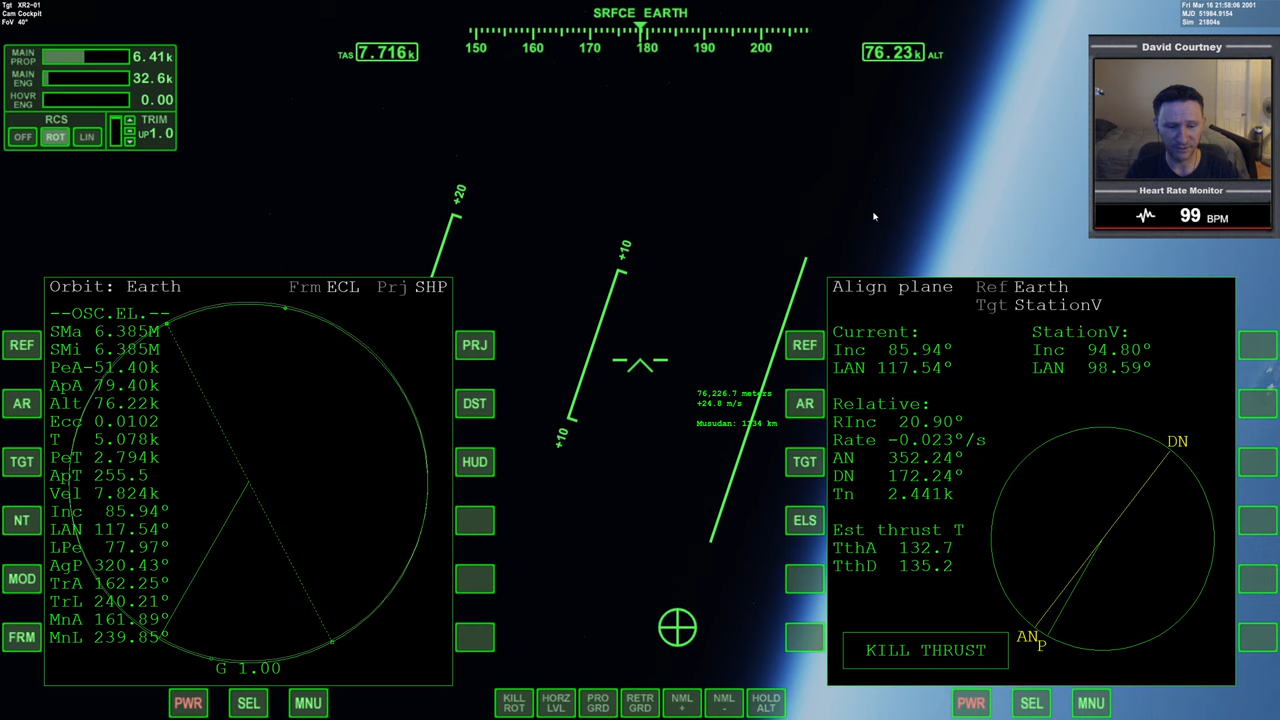 Tgt XR2-01
Cam Cockpit
FoV 40°
SRFCE EARTH
150 160 170 180 190 200
TAS 7.716k
76.23k ALT
Fri Mar 16 21:58:06 2001
MJD 51984.9154
Sim 21804s
MAIN PROP 6.41k
MAIN ENG 32.6k
HOVR ENG 0.00
RCS
TRIM
OFF ROT LIN
UP 1.0
David Courtney
Heart Rate Monitor
99 BPM
+20
+10
+10
76,226.7 meters
+24.8 m/s
Musudan: 1134 km
Orbit: Earth Frm ECL Prj SHP
--OSC.EL.--
SMa 6.385M
SMi 6.385M
PeA-51.40k
ApA 79.40k
Alt 76.22k
Ecc 0.0102
T 5.078k
PeT 2.794k
ApT 255.5
Vel 7.824k
Inc 85.94°
LAN 117.54°
LPe 77.97°
AgP 320.43°
TrA 162.25°
TrL 240.21°
MnA 161.89°
MnL 239.85°
G 1.00
REF
AR
TGT
NT
MOD
FRM
PRJ
DST
HUD
PWR SEL MNU
KILL ROT
HORZ LVL
PRO GRD
RETR GRD
NML +
NML -
HOLD ALT
REF
AR
TGT
ELS
Align plane Ref Earth
Tgt StationV
Current:
Inc 85.94°
LAN 117.54°
StationV:
Inc 94.80°
LAN 98.59°
Relative:
RInc 20.90°
Rate -0.023°/s
AN 352.24°
DN 172.24°
Tn 2.441k
Est thrust T
TthA 132.7
TthD 135.2
DN
AN
P
KILL THRUST
PWR SEL MNU